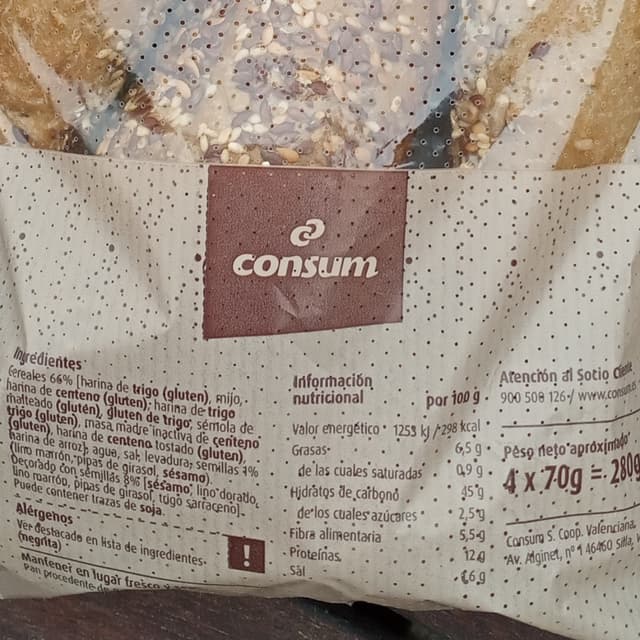 consum
Ingredientes
Cereales 66% [harina de trigo (gluten), mijo,
harina de centeno (gluten), harina de trigo
malteado (gluten), gluten de trigo, sémola de
trigo (gluten), masa madre inactiva de centeno
(gluten), harina de centeno tostado (gluten),
harina de arroz], agua, sal, levadura, semillas 1%
(lino marrón, pipas de girasol, sésamo).
Decorado con semillas 8% [sésamo, lino dorado,
lino marrón, pipas de girasol, trigo sarraceno].
Puede contener trazas de soja.
Alérgenos
Ver destacado en lista de ingredientes
(negrita)
!
Mantener en lugar fresco y
Pan procedente de
Información
nutricional por 100 g
Valor energético 1253 kJ / 298 kcal
Grasas 6,5 g
de las cuales saturadas 0,9 g
Hidratos de carbono 45 g
de los cuales azúcares 2,5 g
Fibra alimentaria 5,5 g
Proteínas 12 g
Sal 1,6 g
Atención al Socio Cliente
900 508 126 / www.consum.
Peso neto aproximado
4 x 70g = 280g
Consum S. Coop. Valenciana
Av. Alginet, nº 1 46460 Silla,